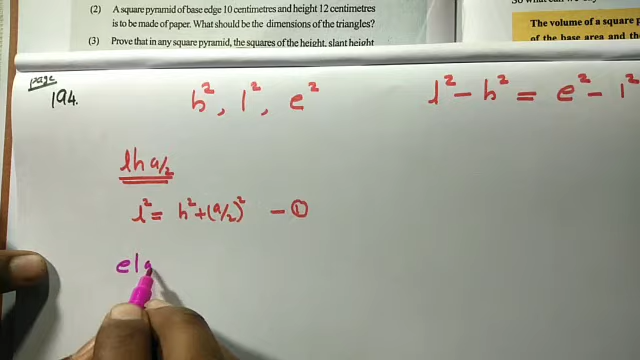 (2) A square pyramid of base edge 10 centimetres and height 12 centimetres
is to be made of paper. What should be the dimensions of the triangles?
(3) Prove that in any square pyramid, the squares of the height, slant height
The volume of a square p
of the base area and the
page
194.
h², l², e²
l² - h² = e² - l²
lh a/2
l² = h² + (a/2)² - ①
el